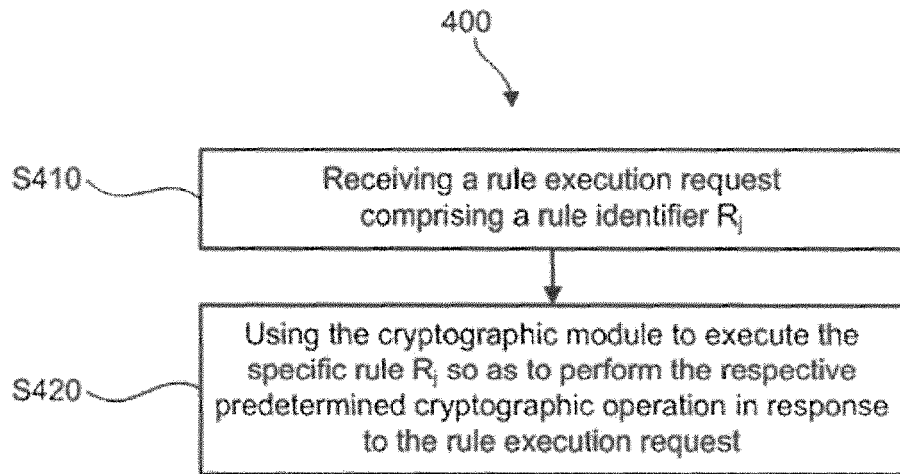 400
S410
Receiving a rule execution request
comprising a rule identifier Rj
S420
Using the cryptographic module to execute the
specific rule Rj so as to perform the respective
predetermined cryptographic operation in response
to the rule execution request